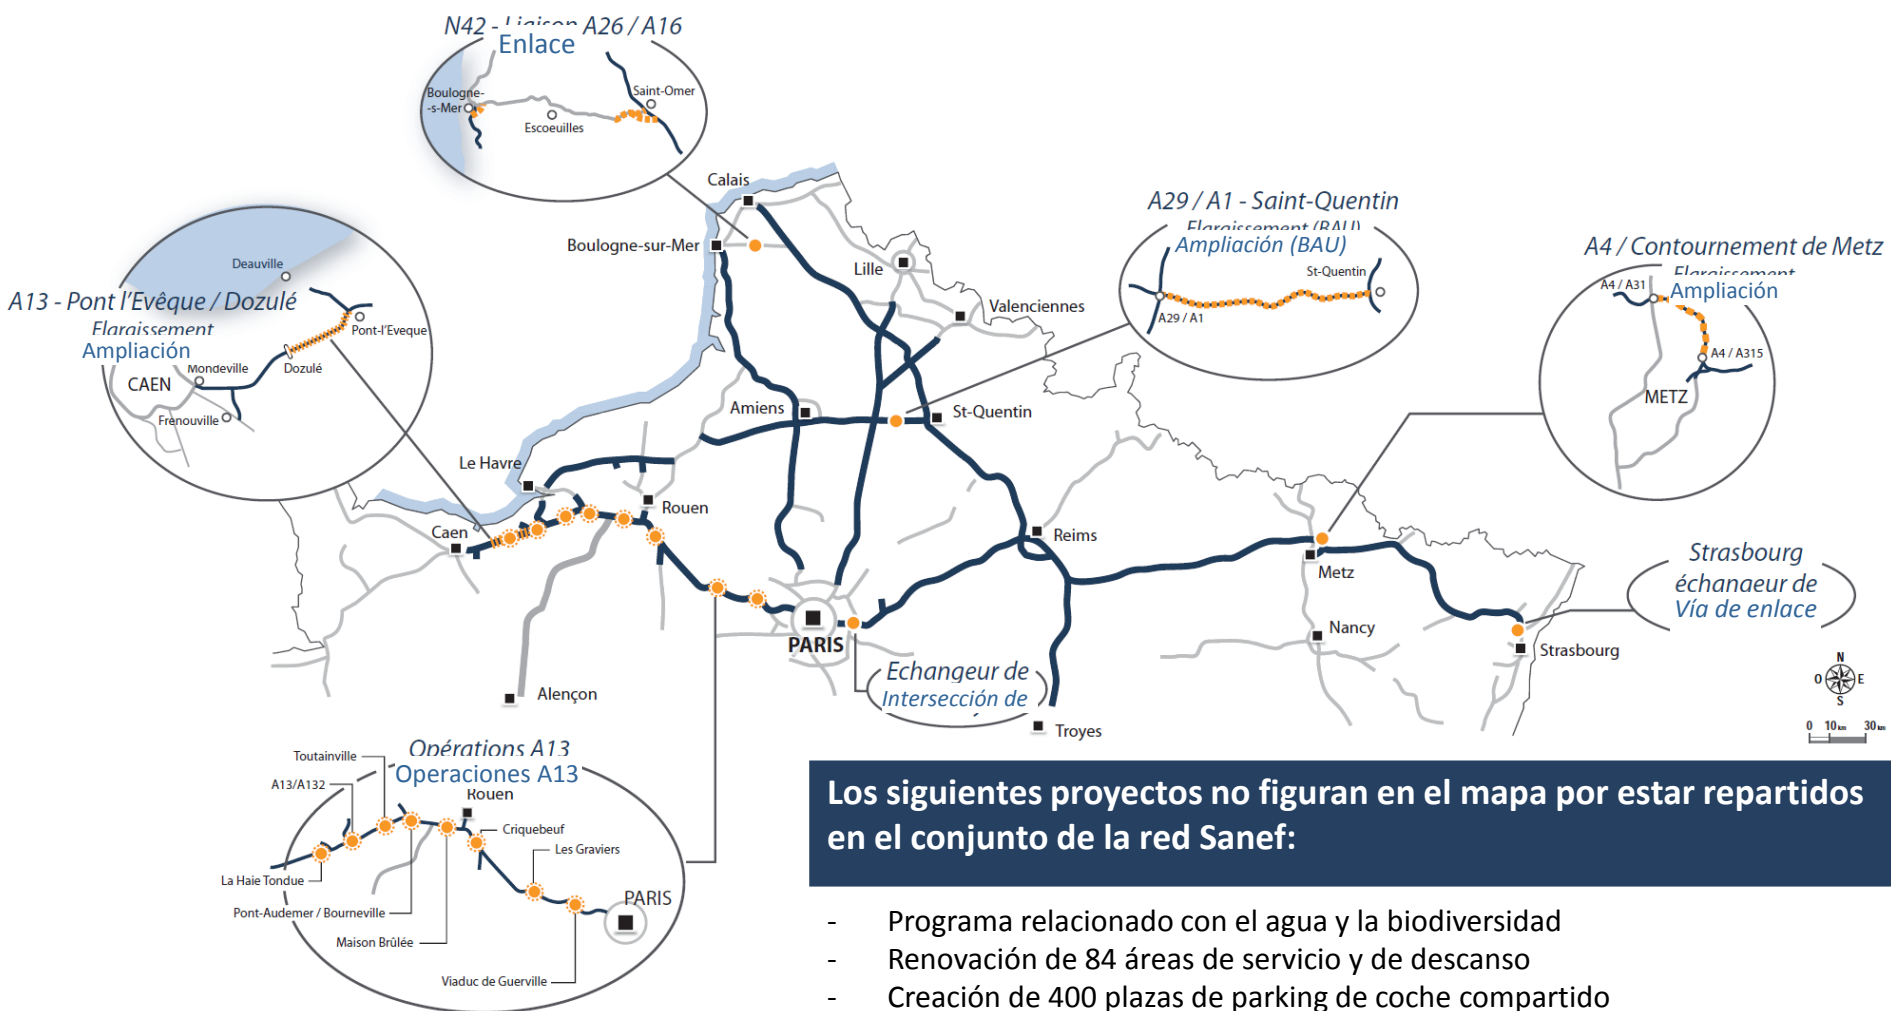 N42 - Liaison A26 / A16
Enlace
Boulogne-
-s-Mer
Saint-Omer
Escoeuilles
Calais
Boulogne-sur-Mer
Lille
Valenciennes
A29 / A1 - Saint-Quentin
Elargissement (BAU)
Ampliación (BAU)
St-Quentin
A29 / A1
A4 / Contournement de Metz
Elargissement
Ampliación
A4 / A31
A4 / A315
METZ
Deauville
A13 - Pont l'Evêque / Dozulé
Elargissement
Ampliación
Pont-l'Eveque
Mondeville
Dozulé
CAEN
Frenouville
Amiens
St-Quentin
Le Havre
Rouen
Caen
Reims
Metz
Nancy
Strasbourg
PARIS
Alençon
Troyes
Strasbourg
échangeur de
Vía de enlace
Echangeur de
Intersección de
N
O
E
S
0 10 km 30 km
Opérations A13
Operaciones A13
Toutainville
A13/A132
Rouen
Criquebeuf
Les Graviers
La Haie Tondue
PARIS
Pont-Audemer / Bourneville
Maison Brûlée
Viaduc de Guerville
Los siguientes proyectos no figuran en el mapa por estar repartidos
en el conjunto de la red Sanef:
- Programa relacionado con el agua y la biodiversidad
- Renovación de 84 áreas de servicio y de descanso
- Creación de 400 plazas de parking de coche compartido